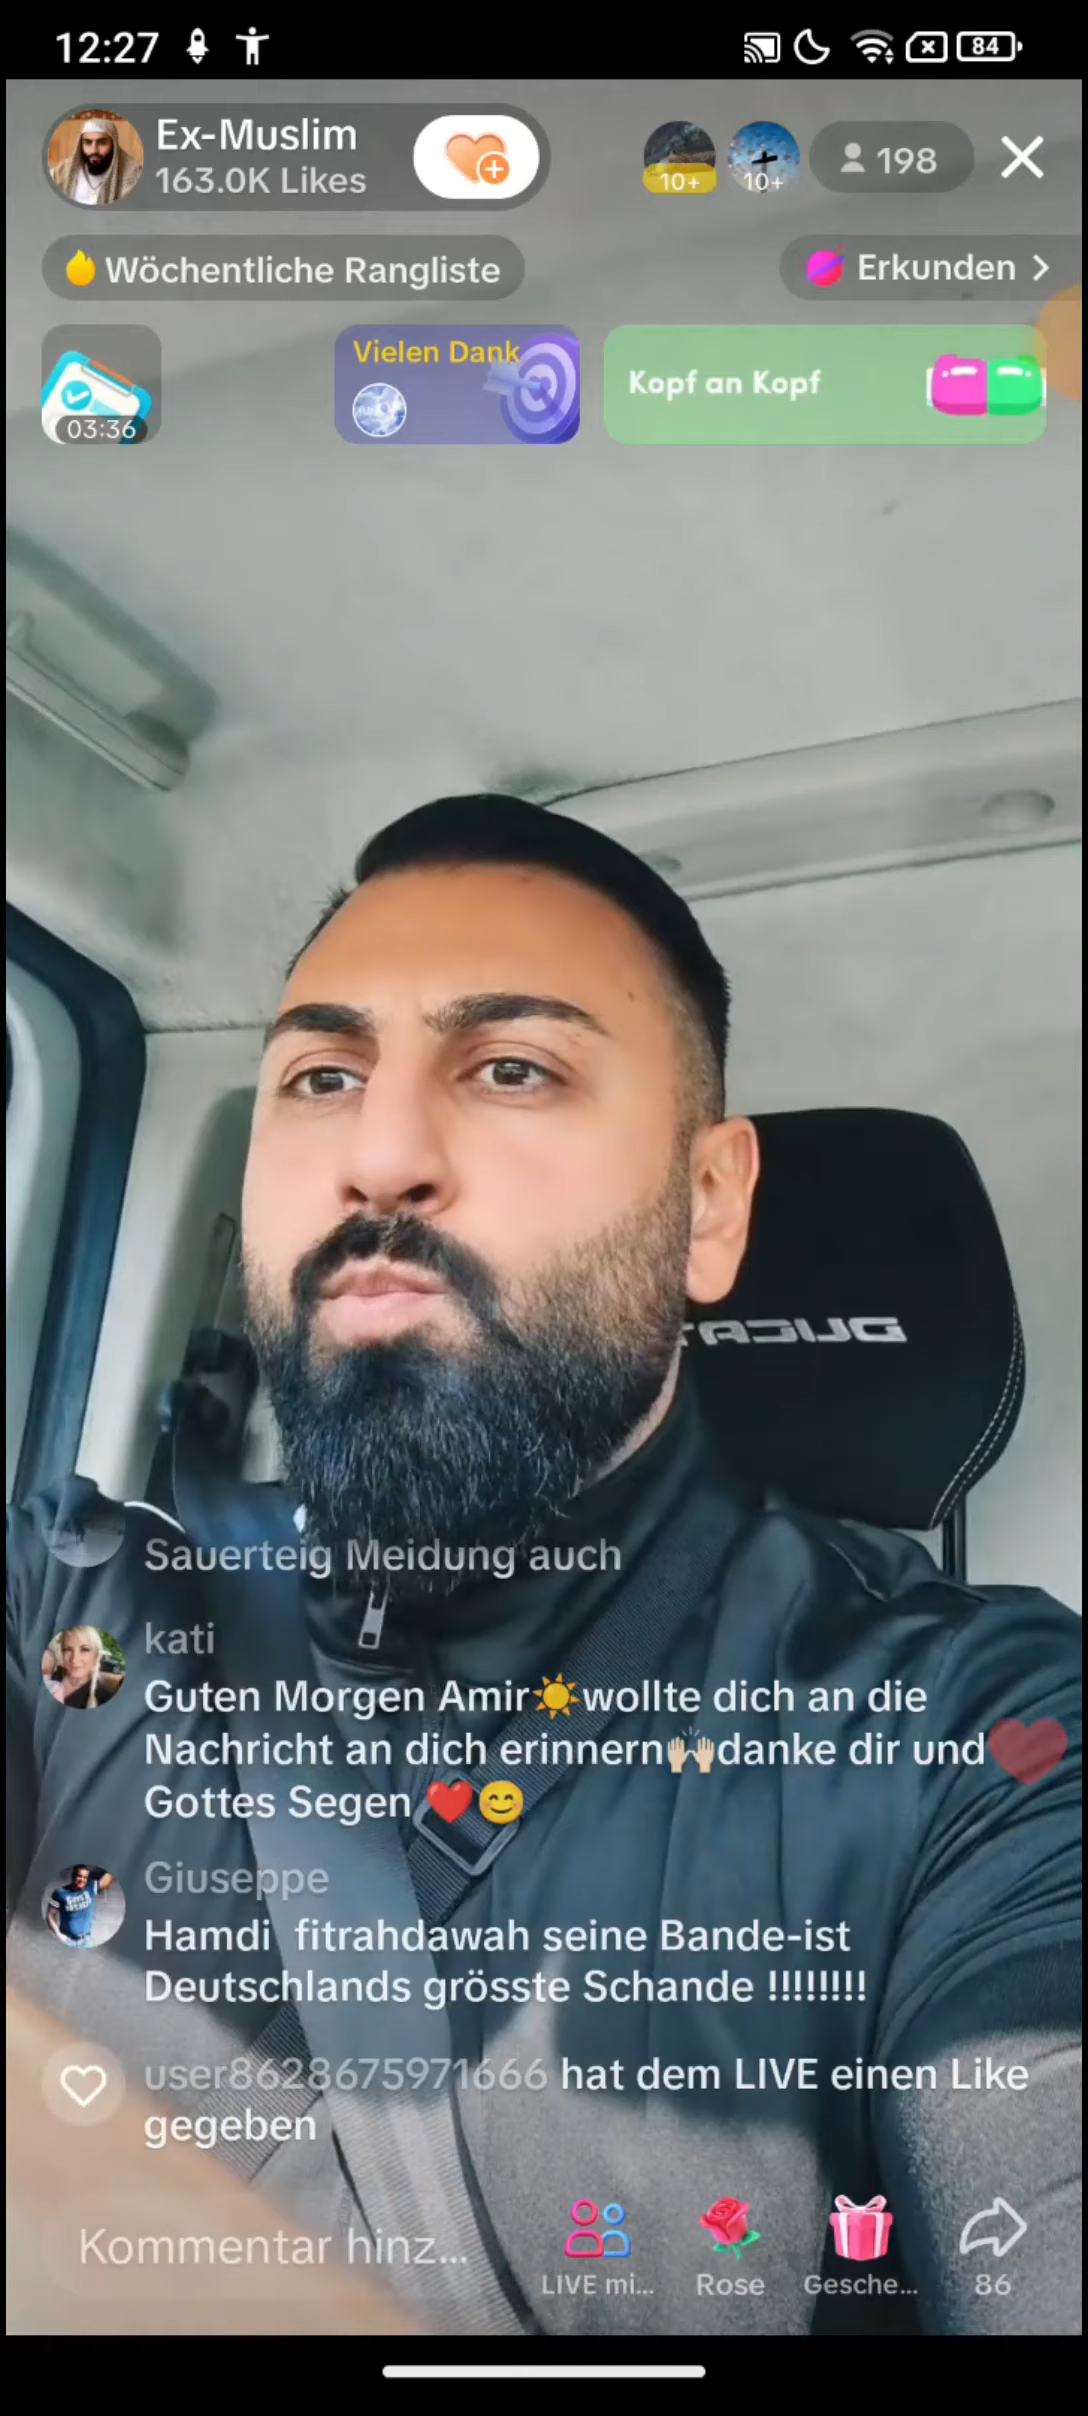 12:27
84
Ex-Muslim
163.0K Likes
10+
10+
198
Wöchentliche Rangliste
Erkunden
03:36
Vielen Dank
Kopf an Kopf
DUCAT
Sauerteig Meidung auch
kati
Guten Morgen Amir☀️wollte dich an die
Nachricht an dich erinnern🙌🏼danke dir und
Gottes Segen ❤️😊
Giuseppe
Hamdi  fitrahdawah seine Bande-ist
Deutschlands grösste Schande !!!!!!!!
user8628675971666 hat dem LIVE einen Like
gegeben
Kommentar hinz...
LIVE mi...
Rose
Gesche...
86